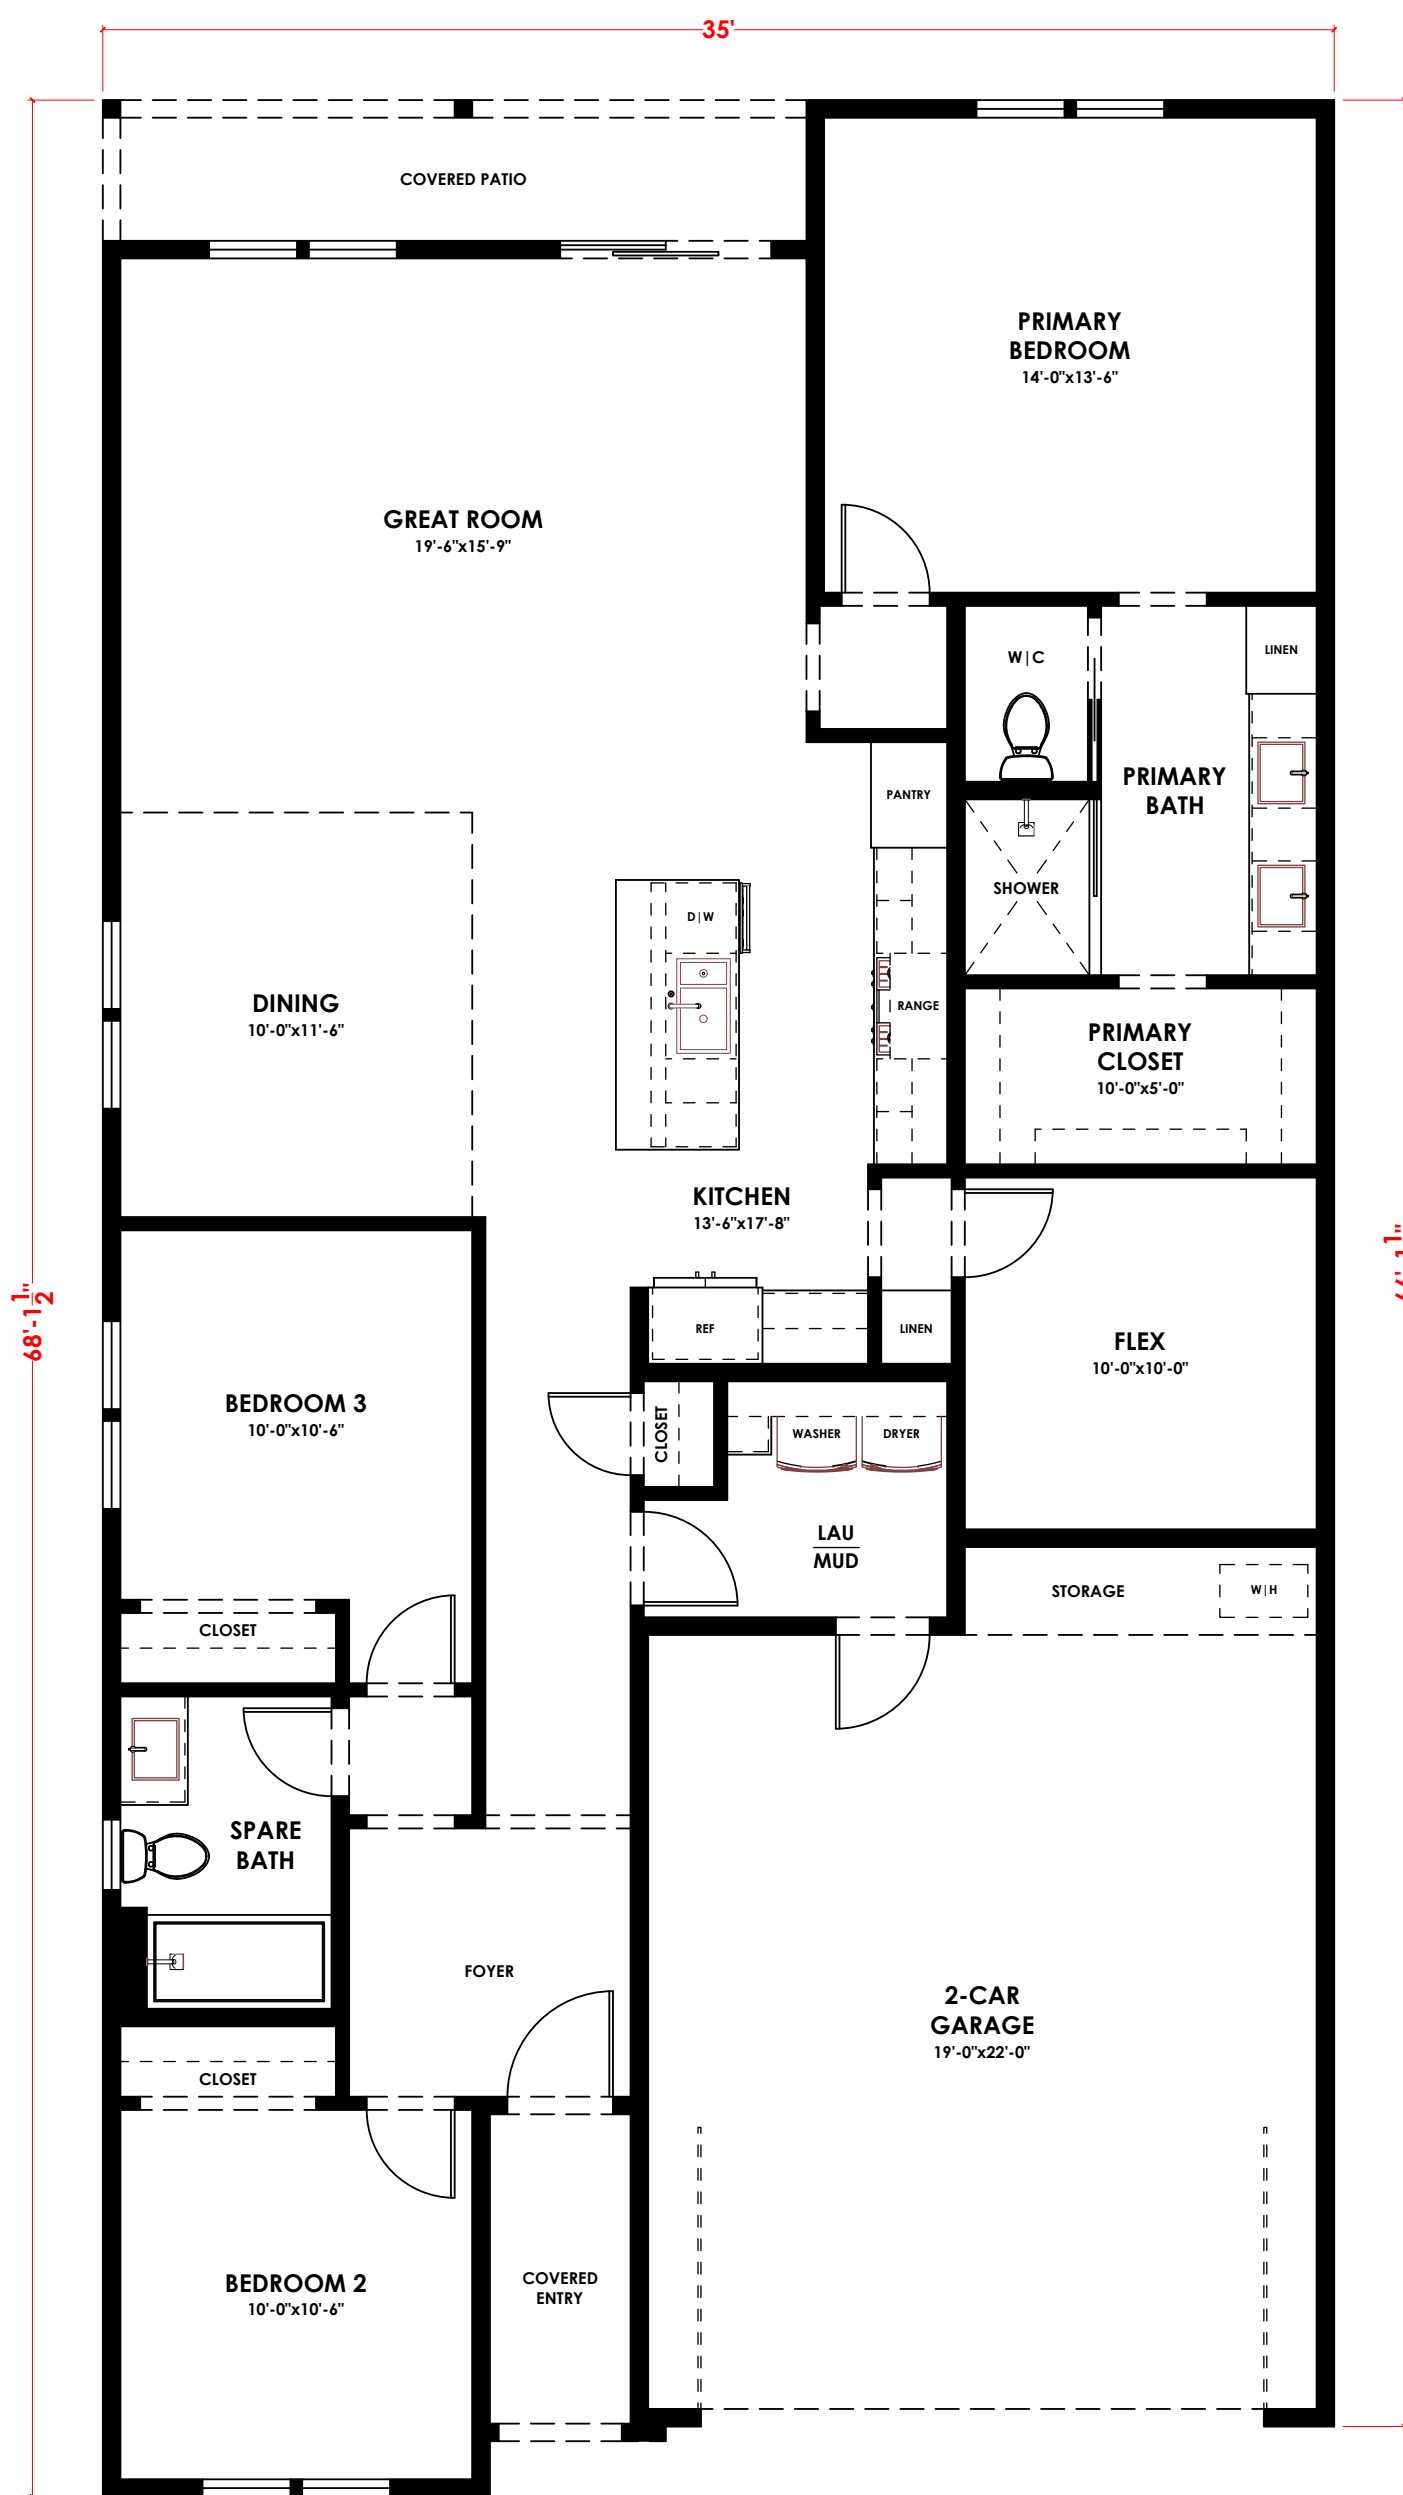 35'
COVERED PATIO
PRIMARY
BEDROOM
14'-0"x13'-6"
GREAT ROOM
19'-6"x15'-9"
W|C
LINEN
PRIMARY
BATH
PANTRY
SHOWER
D|W
RANGE
DINING
10'-0"x11'-6"
PRIMARY
CLOSET
10'-0"x5'-0"
KITCHEN
13'-6"x17'-8"
68'-1 1/2"
REF
LINEN
FLEX
10'-0"x10'-0"
BEDROOM 3
10'-0"x10'-6"
CLOSET
WASHER
DRYER
LAU
MUD
STORAGE
W|H
CLOSET
SPARE
BATH
FOYER
2-CAR
GARAGE
19'-0"x22'-0"
CLOSET
BEDROOM 2
10'-0"x10'-6"
COVERED
ENTRY